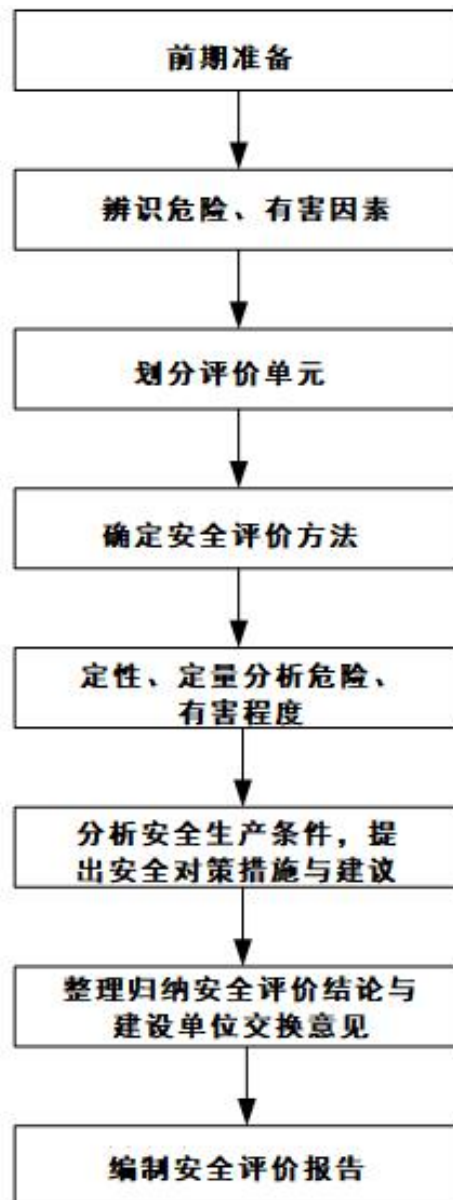 前期准备
辨识危险、有害因素
划分评价单元
确定安全评价方法
定性、定量分析危险、
有害程度
分析安全生产条件，提
出安全对策措施与建议
整理归纳安全评价结论与
建设单位交换意见
编制安全评价报告